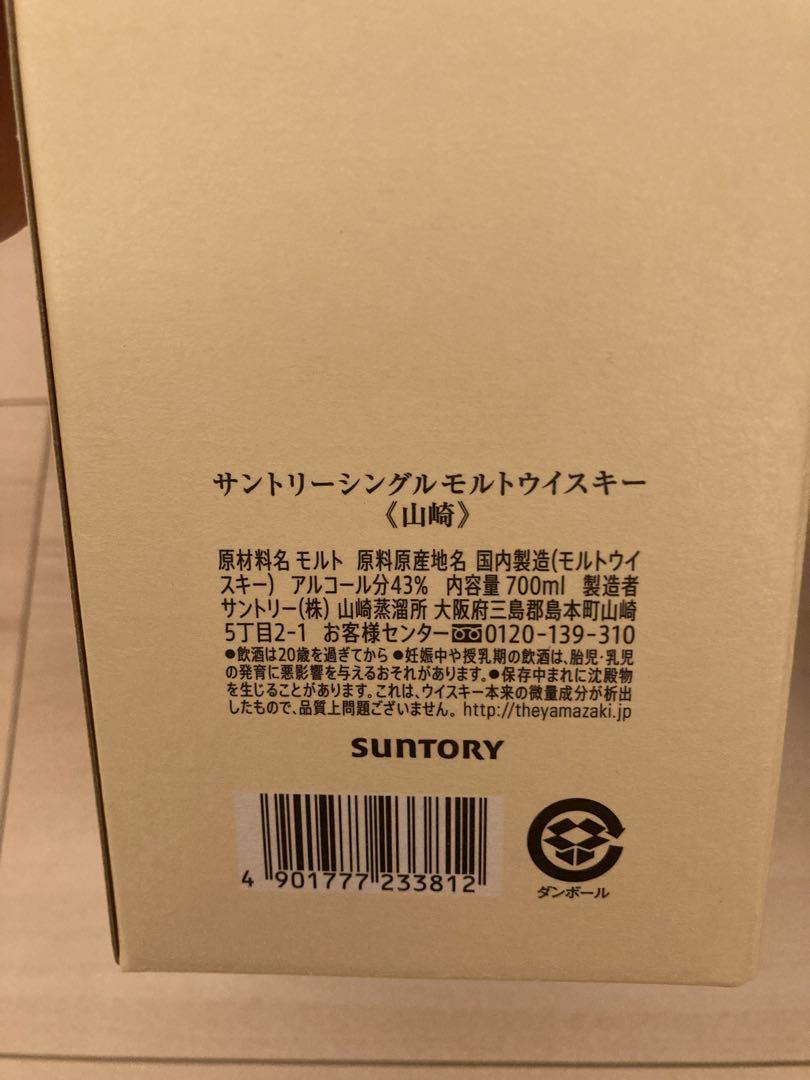 サントリーシングルモルトウイスキー
《山崎》
原材料名 モルト 原料原産地名 国内製造(モルトウイ
スキー) アルコール分43% 内容量 700ml 製造者
サントリー(株) 山崎蒸溜所 大阪府三島郡島本町山崎
5丁目2-1 お客様センター0120-139-310
●飲酒は20歳を過ぎてから ●妊娠中や授乳期の飲酒は、胎児・乳児
の発育に悪影響を与えるおそれがあります。●保存中まれに沈殿物
を生じることがあります。これは、ウイスキー本来の微量成分が析出
したもので、品質上問題ございません。http://theyamazaki.jp
SUNTORY
4 901777 233812
ダンボール